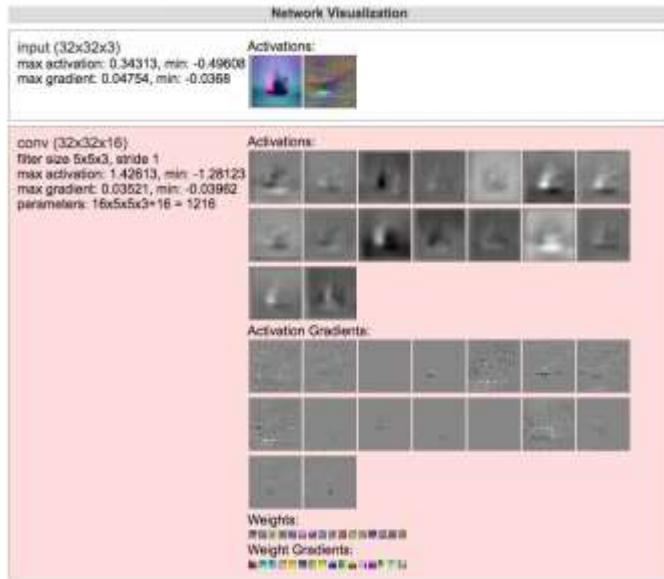 Network Visualization
input (32x32x3)
max activation: 0.34313, min: -0.49608
max gradient: 0.04754, min: -0.0368
Activations:
conv (32x32x16)
filter size 5x5x3, stride 1
max activation: 1.42613, min: -1.28123
max gradient: 0.03521, min: -0.03962
parameters: 16x5x5x3+16 = 1216
Activations:
Activation Gradients:
Weights:
Weight Gradients: